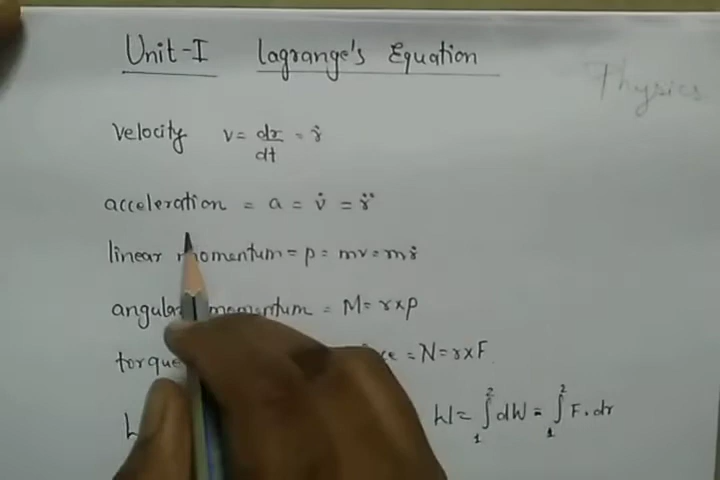 Unit-I Lagrange's Equation
Physics
velocity v = dr/dt = ṙ
acceleration = a = v̇ = r̈
linear momentum = p = mv = mṙ
angular momentum = M = r×p
torque = N = r×F
W = ∫₁² dW = ∫₁² F. dr